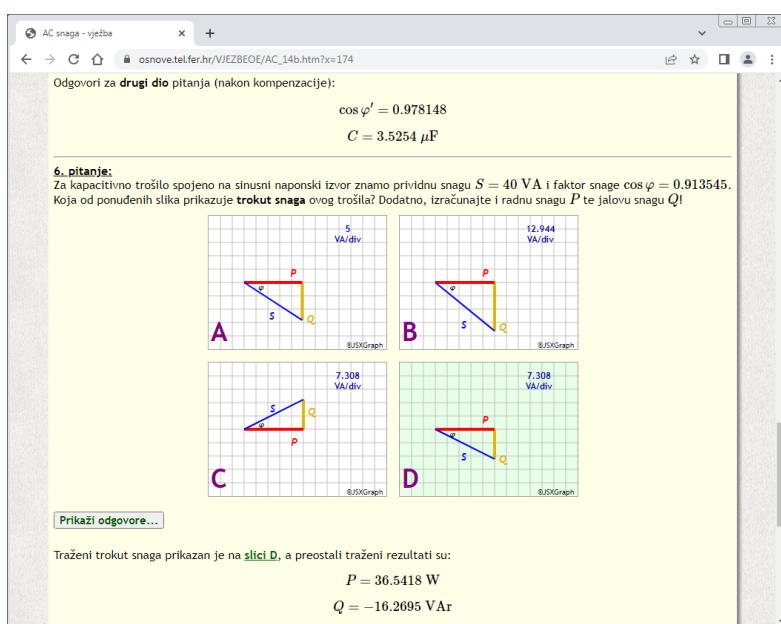 AC snaga - vježba
osnove.tel.fer.hr/VJEZBEOE/AC_14b.htm?x=174
Odgovori za drugi dio pitanja (nakon kompenzacije):
cos φ′ = 0.978148
C = 3.5254 μF
6. pitanje:
Za kapacitivno trošilo spojeno na sinusni naponski izvor znamo prividnu snagu S = 40 VA i faktor snage cos φ = 0.913545.
Koja od ponuđenih slika prikazuje trokut snaga ovog trošila? Dodatno, izračunajte i radnu snagu P te jalovu snagu Q!
5
VA/div
P
φ
S
Q
A
©JSXGraph
12.944
VA/div
P
φ
S
Q
B
©JSXGraph
7.308
VA/div
S
Q
φ
P
C
©JSXGraph
7.308
VA/div
P
φ
S
Q
D
©JSXGraph
Prikaži odgovore...
Traženi trokut snaga prikazan je na slici D, a preostali traženi rezultati su:
P = 36.5418 W
Q = −16.2695 VAr